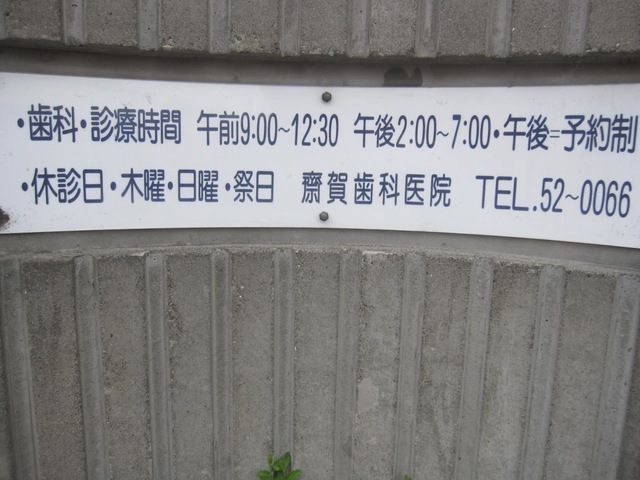 ・歯科・診療時間 午前9:00~12:30 午後2:00~7:00・午後=予約制
・休診日・木曜・日曜・祭日 齋賀歯科医院 TEL.52~0066